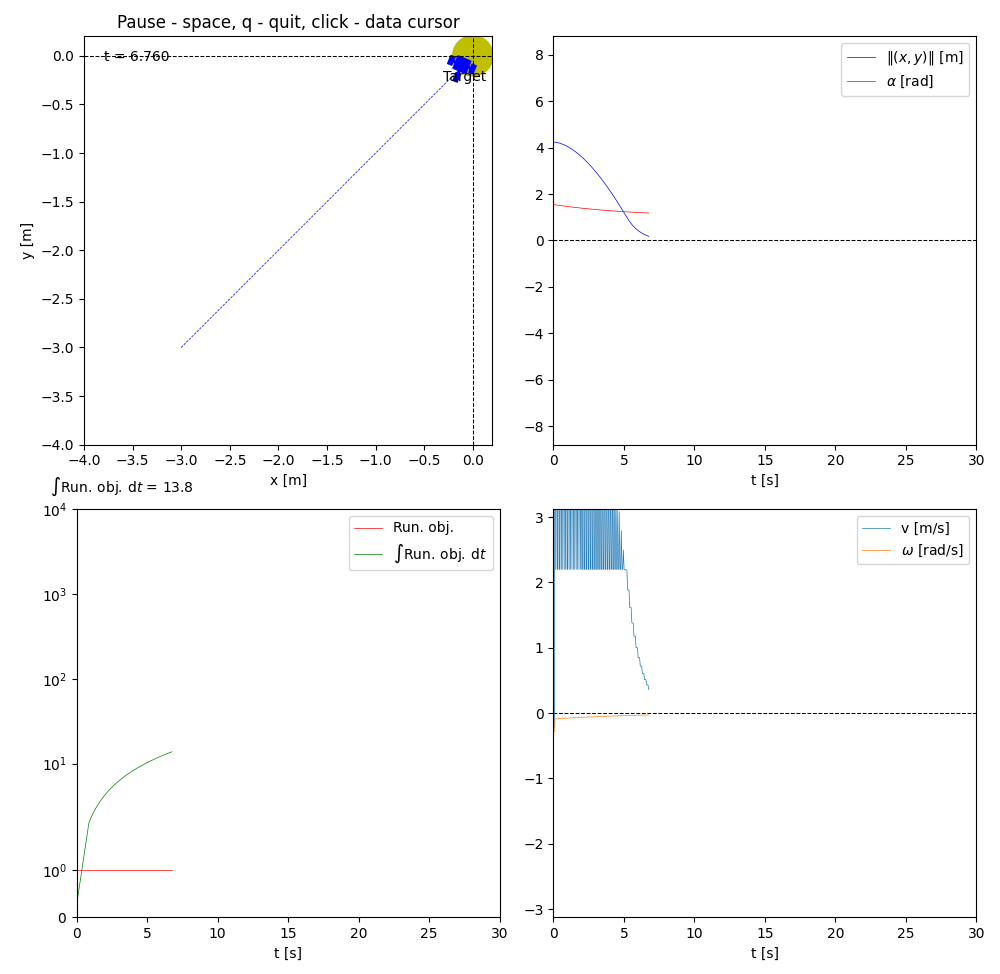 Pause - space, q - quit, click - data cursor
t = 6.760
Target
0.0
−0.5
−1.0
−1.5
−2.0
−2.5
−3.0
−3.5
−4.0
y [m]
−4.0 −3.5 −3.0 −2.5 −2.0 −1.5 −1.0 −0.5 0.0
x [m]
‖(x, y)‖ [m]
α [rad]
8
6
4
2
0
−2
−4
−6
−8
0 5 10 15 20 25 30
t [s]
∫Run. obj. dt = 13.8
Run. obj.
∫Run. obj. dt
10⁴
10³
10²
10¹
10⁰
0
0 5 10 15 20 25 30
t [s]
v [m/s]
ω [rad/s]
3
2
1
0
−1
−2
−3
0 5 10 15 20 25 30
t [s]